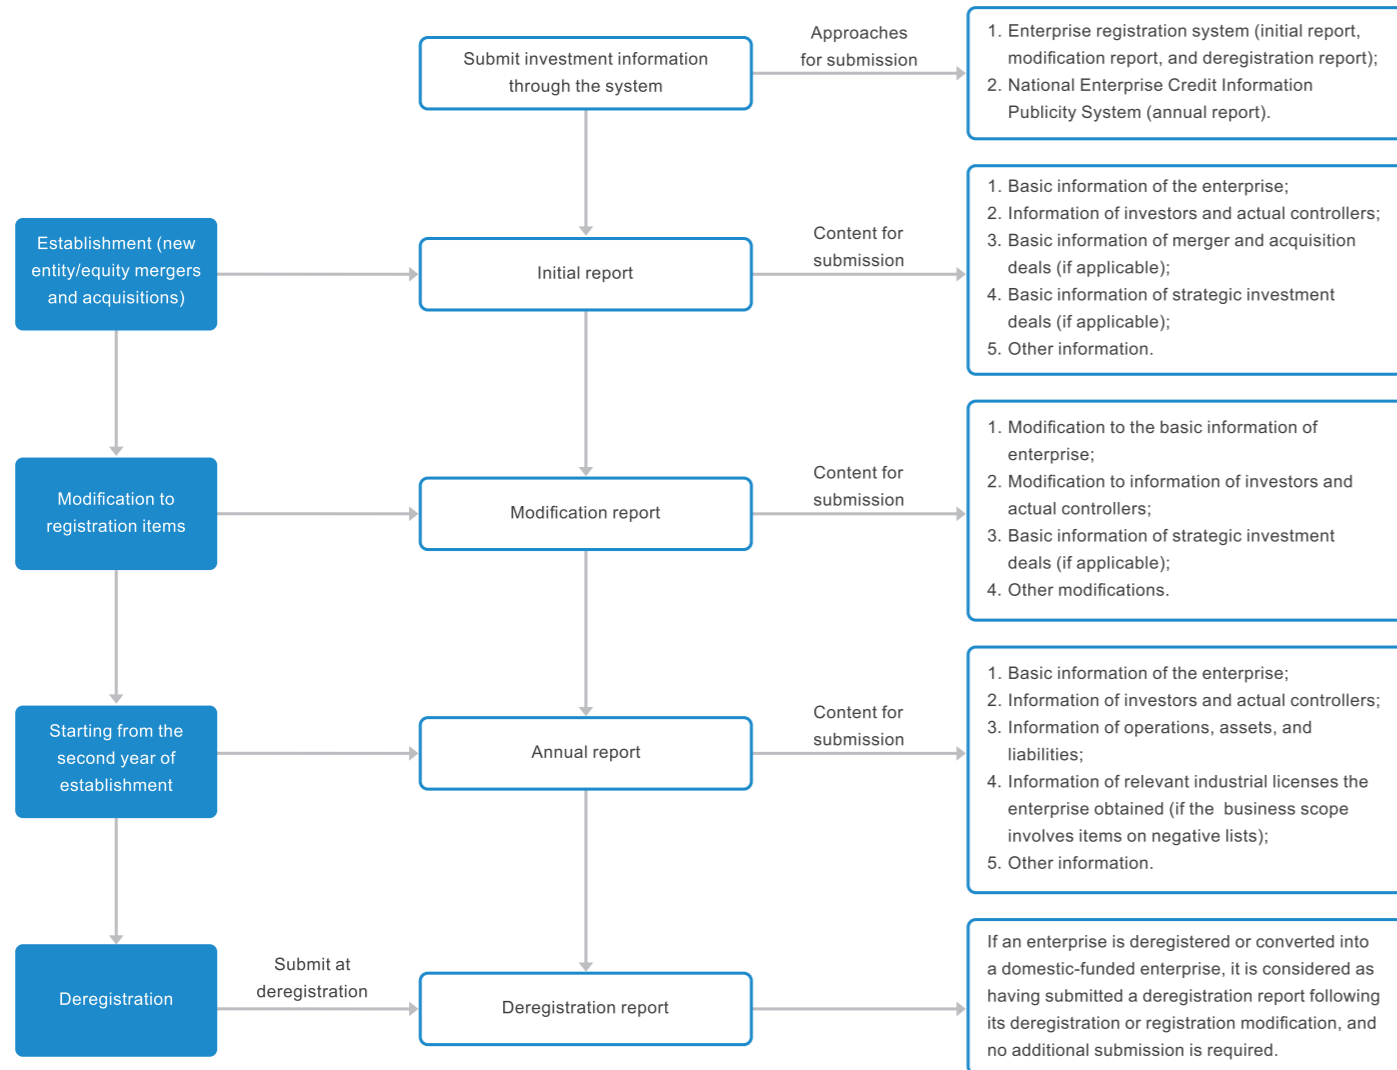 Submit investment information
through the system
Approaches
for submission
1. Enterprise registration system (initial report,
modification report, and deregistration report);
2. National Enterprise Credit Information
Publicity System (annual report).
Establishment (new
entity/equity mergers
and acquisitions)
Initial report
Content for
submission
1. Basic information of the enterprise;
2. Information of investors and actual controllers;
3. Basic information of merger and acquisition
deals (if applicable);
4. Basic information of strategic investment
deals (if applicable);
5. Other information.
Modification to
registration items
Modification report
Content for
submission
1. Modification to the basic information of
enterprise;
2. Modification to information of investors and
actual controllers;
3. Basic information of strategic investment
deals (if applicable);
4. Other modifications.
Starting from the
second year of
establishment
Annual report
Content for
submission
1. Basic information of the enterprise;
2. Information of investors and actual controllers;
3. Information of operations, assets, and
liabilities;
4. Information of relevant industrial licenses the
enterprise obtained (if the business scope
involves items on negative lists);
5. Other information.
Deregistration
Submit at
deregistration
Deregistration report
If an enterprise is deregistered or converted into
a domestic-funded enterprise, it is considered as
having submitted a deregistration report following
its deregistration or registration modification, and
no additional submission is required.